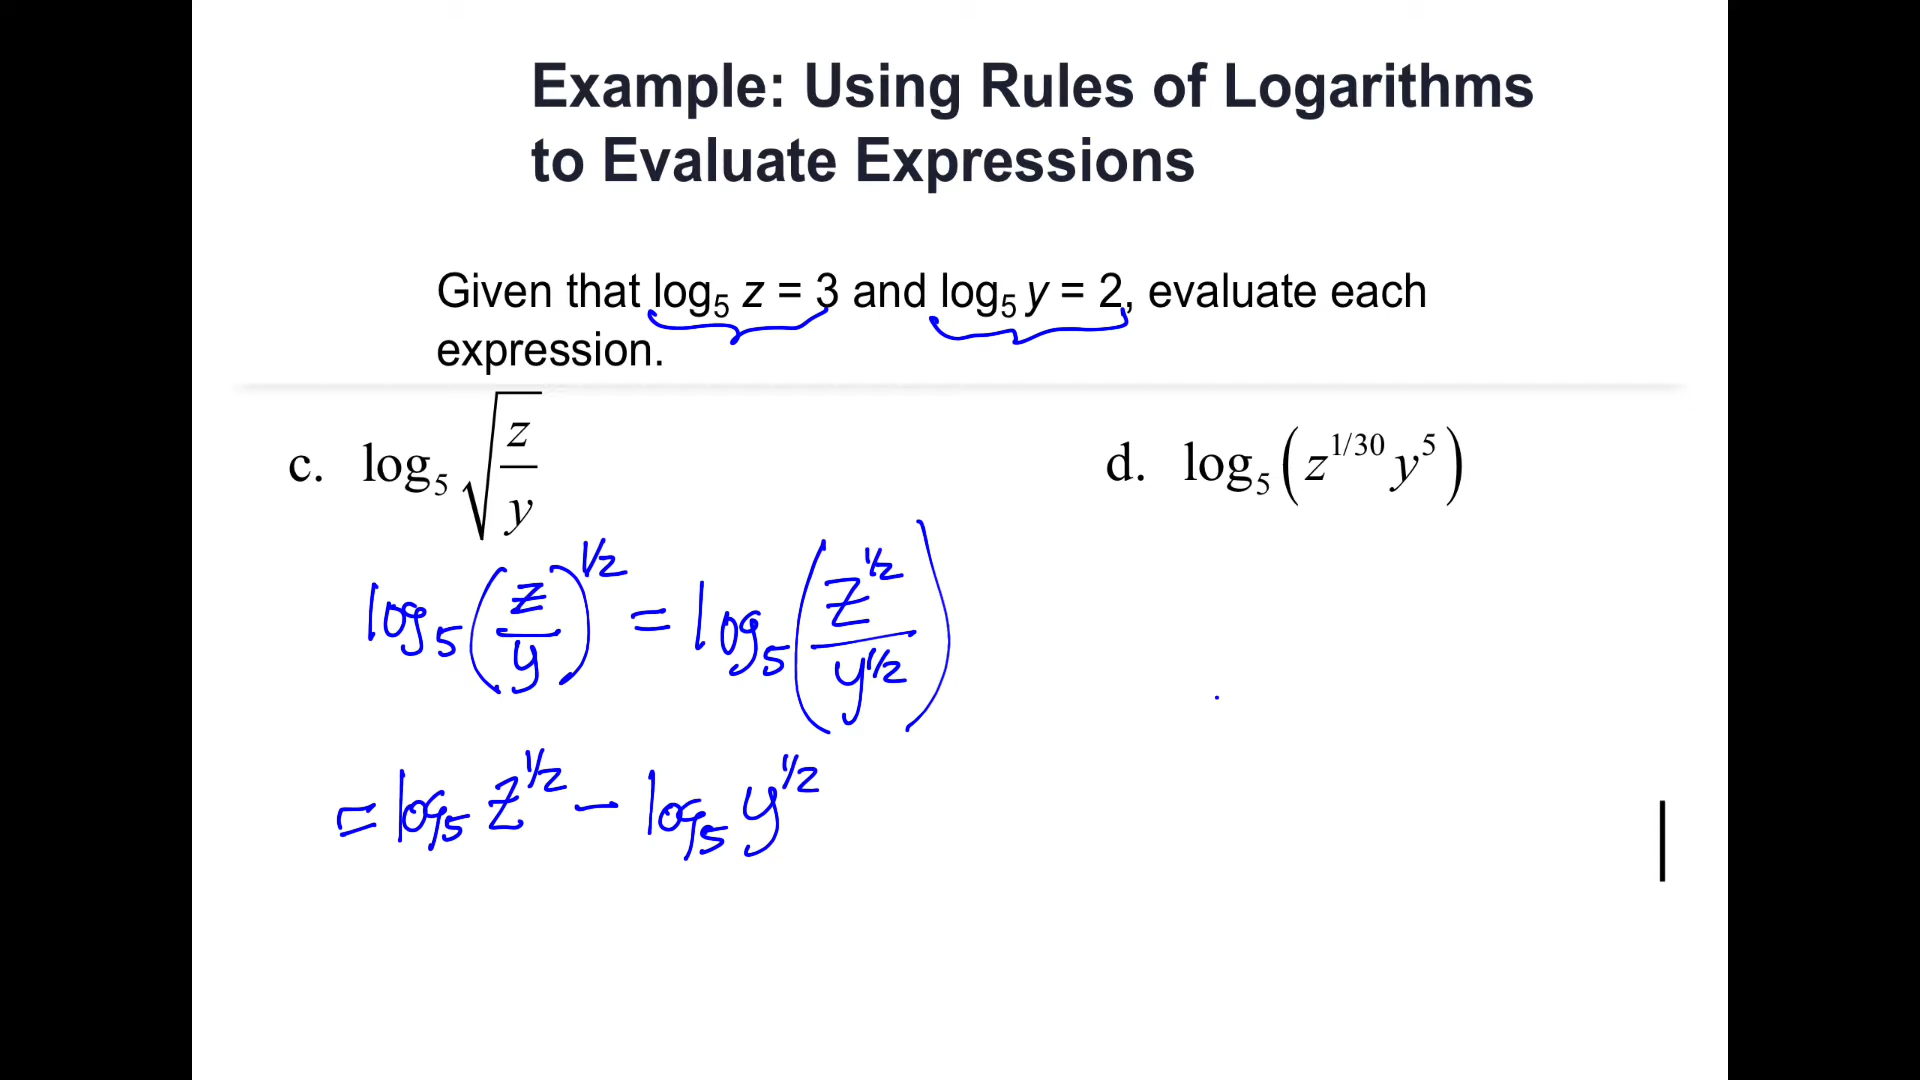 Example: Using Rules of Logarithms
to Evaluate Expressions
Given that log₅ z = 3 and log₅ y = 2, evaluate each
expression.
c. log₅ √(z/y)
d. log₅ (z^{1/30} y⁵)
log₅ (z/y)^{1/2} = log₅ (z^{1/2}/y^{1/2})
= log₅ z^{1/2} − log₅ y^{1/2}